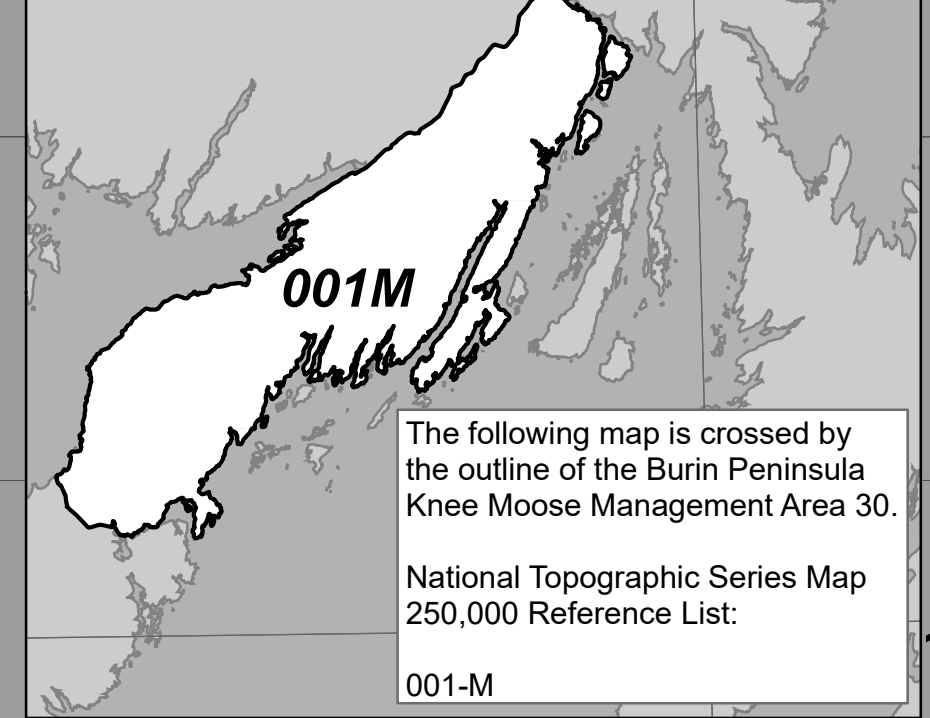 001M
The following map is crossed by
the outline of the Burin Peninsula
Knee Moose Management Area 30.
National Topographic Series Map
250,000 Reference List:
001-M